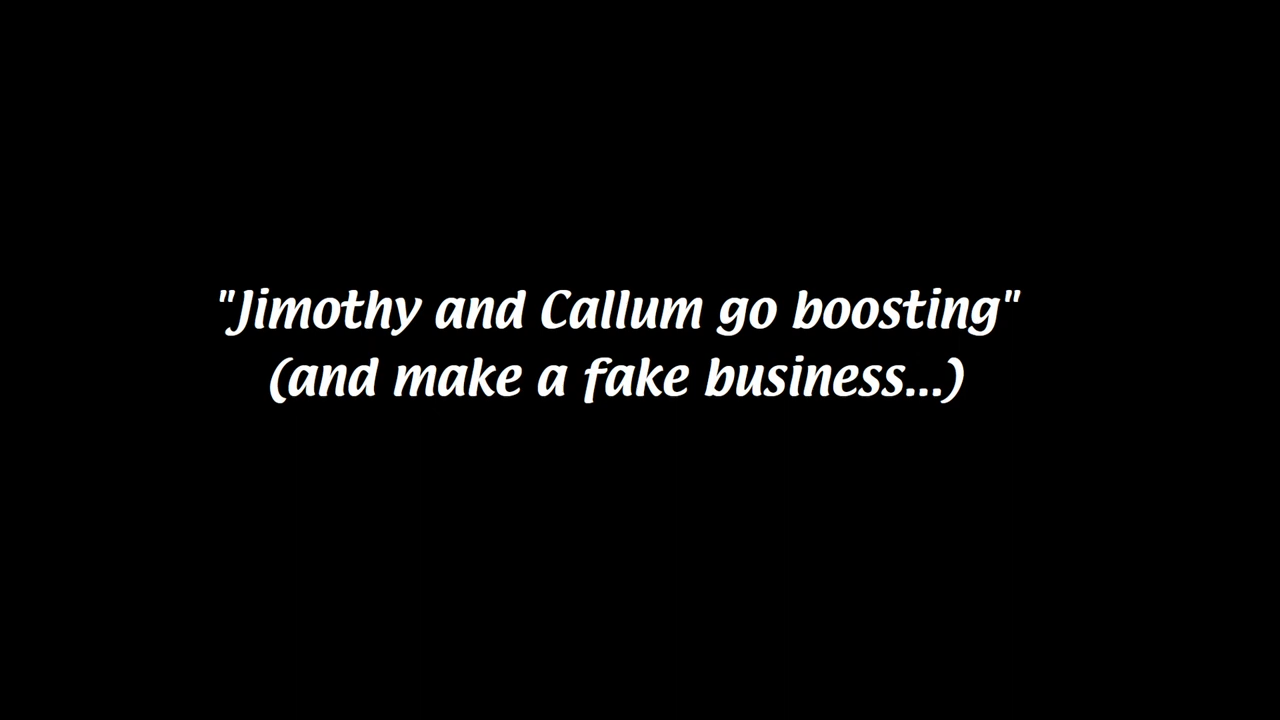 "Jimothy and Callum go boosting"
(and make a fake business...)